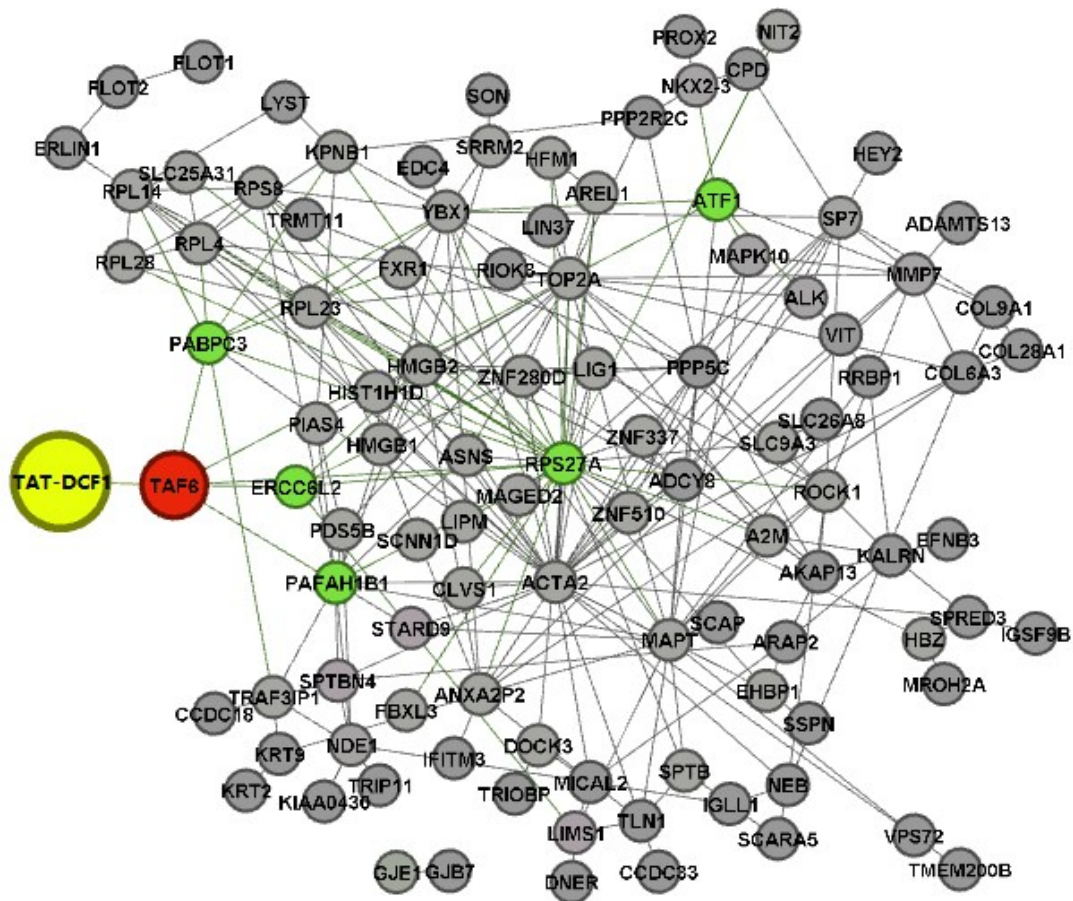 PROX2
NIT2
FLOT1
NKX2-3
CPD
FLOT2
LYST
SON
PPP2R2C
ERLIN1
KPNB1
SRRM2
HEY2
SLC25A31
EDC4
HFM1
RPL14
RPS8
AREL1
ATF1
YBX1
SP7
ADAMTS13
TRMT11
LIN37
RPL4
MAPK10
RPL28
FXR1
RIOK3
TOP2A
MMP7
RPL23
ALK
COL9A1
PABPC3
VIT
COL28A1
HMGB2
ZNF280D
LIG1
PPP5C
COL6A3
HIST1H1D
RRBP1
PIAS4
SLC26A8
HMGB1
ZNF337
SLC9A3
ASNS
RPS27A
TAT-DCF1
TAF6
ERCC6L2
ADCY8
MAGED2
ROCK1
ZNF510
PDS5B
LIPM
SCNN1D
A2M
EFNB3
KALRN
PAFAH1B1
CLVS1
ACTA2
AKAP13
STARD9
SCAP
SPRED3
MAPT
ARAP2
HBZ
IGSF9B
SPTBN4
MROH2A
TRAF3IP1
ANXA2P2
EHBP1
CCDC18
FBXL3
SSPN
KRT9
NDE1
IFITM3
DOCK3
SPTB
TRIP11
MICAL2
NEB
KRT2
KIAA0430
TRIOBP
IGLL1
LIMS1
TLN1
SCARA5
VPS72
GJE1
GJB7
CCDC33
TMEM200B
DNER